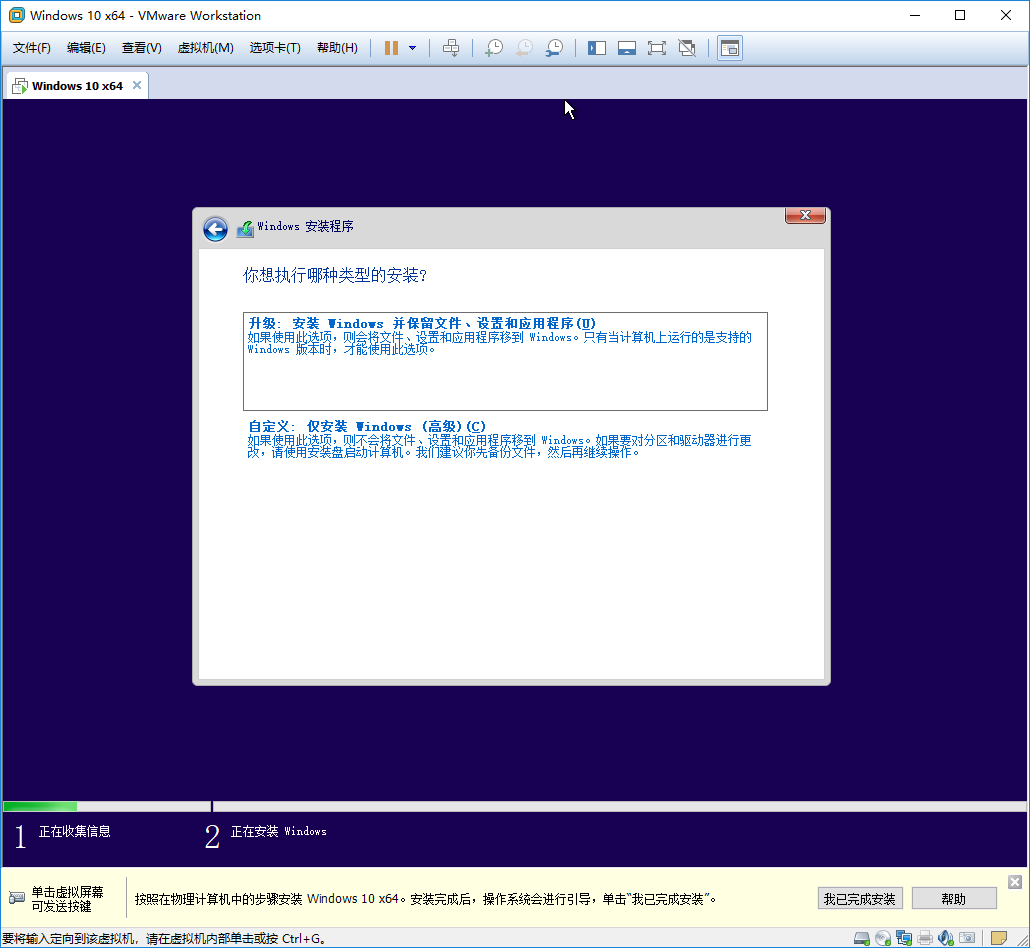 Windows 10 x64 - VMware Workstation
文件(F) 编辑(E) 查看(V) 虚拟机(M) 选项卡(T) 帮助(H)
Windows 10 x64
Windows 安装程序
你想执行哪种类型的安装?
升级: 安装 Windows 并保留文件、设置和应用程序(U)
如果使用此选项，则会将文件、设置和应用程序移到 Windows。只有当计算机上运行的是支持的
Windows 版本时，才能使用此选项。
自定义: 仅安装 Windows (高级)(C)
如果使用此选项，则不会将文件、设置和应用程序移到 Windows。如果要对分区和驱动器进行更
改，请使用安装盘启动计算机。我们建议你先备份文件，然后再继续操作。
1 正在收集信息 2 正在安装 Windows
单击虚拟屏幕
可发送按键
按照在物理计算机中的步骤安装 Windows 10 x64。安装完成后，操作系统会进行引导，单击“我已完成安装”。
我已完成安装 帮助
要将输入定向到该虚拟机，请在虚拟机内部单击或按 Ctrl+G。